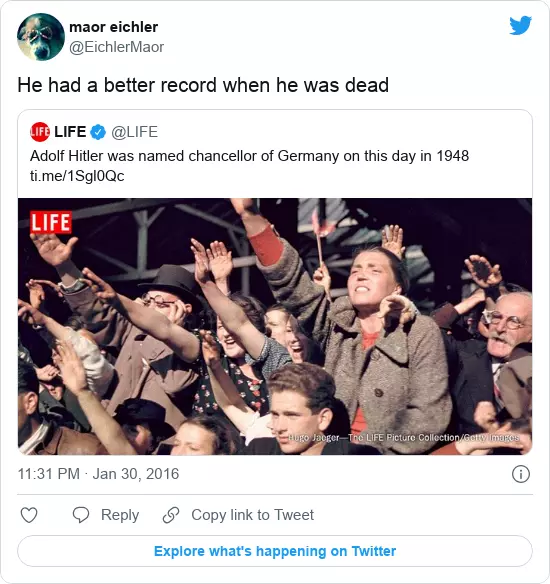 maor eichler
@EichlerMaor
He had a better record when he was dead
LIFE LIFE @LIFE
Adolf Hitler was named chancellor of Germany on this day in 1948
ti.me/1Sgl0Qc
LIFE
Hugo Jaeger—The LIFE Picture Collection/Getty Images
11:31 PM · Jan 30, 2016
Reply Copy link to Tweet
Explore what's happening on Twitter